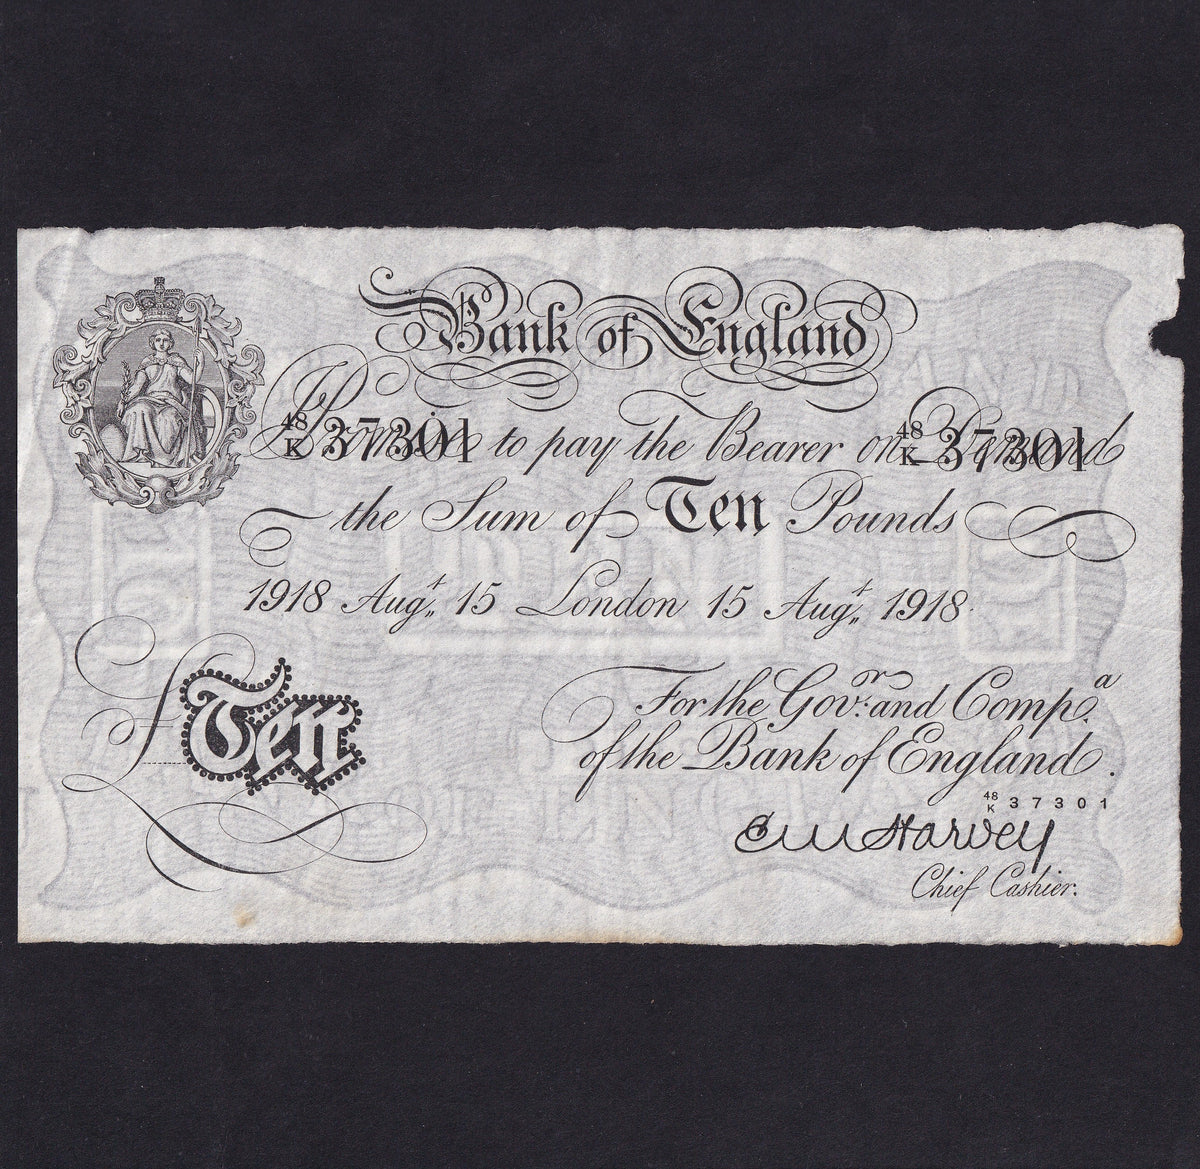 Bank of England
48/K 37301 48/K 37301
I Promise to pay the Bearer on Demand
the Sum of Ten Pounds
1918 Augt 15 London 15 Augt 1918.
For the Govr. and Compa.
£Ten
of the Bank of England.
48/K 37301
E M Harvey
Chief Cashier.
TEN